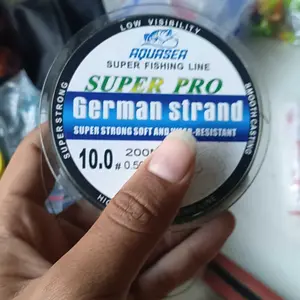 LOW VISIBILITY
AQUASEA
SUPER FISHING LINE
SUPER PRO
German strand
SUPER STRONG SOFT AND WEAR-RESISTANT
10.0#
200M
SUPER STRONG
SMOOTH CASTING